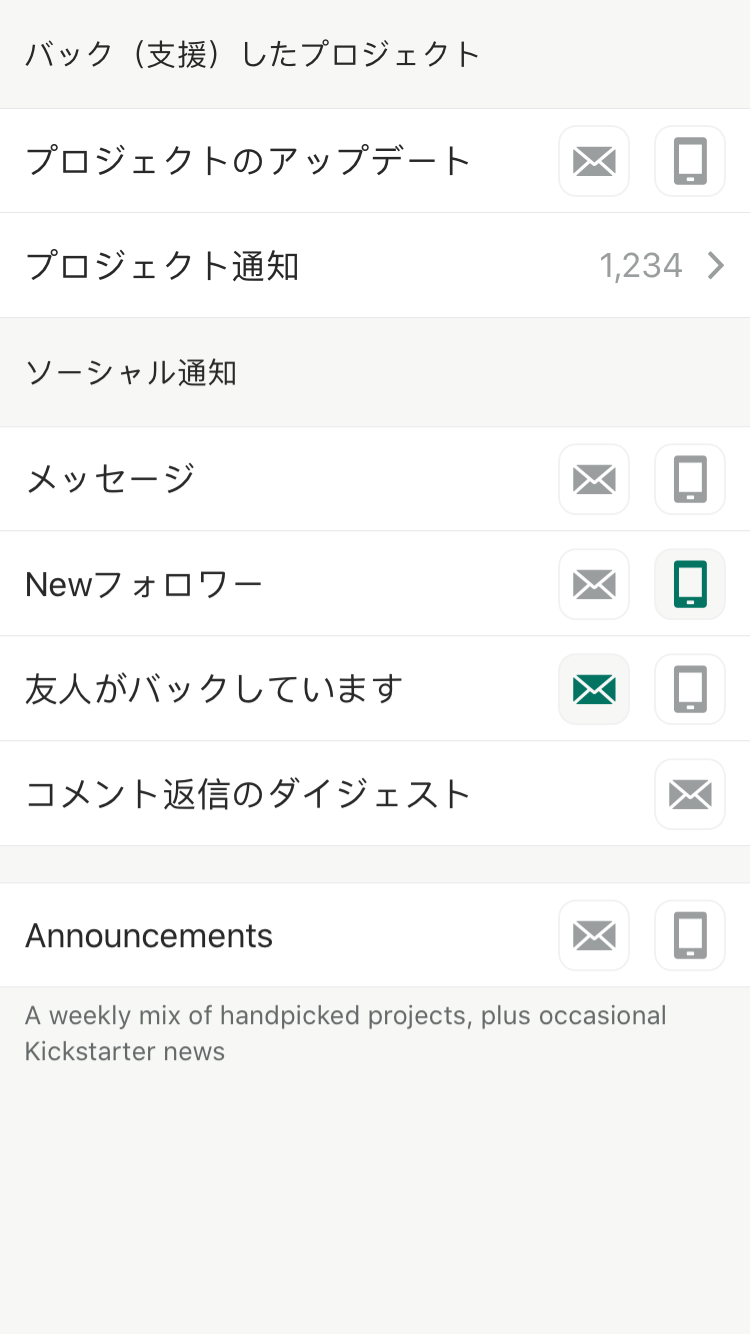 バック（支援）したプロジェクト
プロジェクトのアップデート
プロジェクト通知 1,234
ソーシャル通知
メッセージ
Newフォロワー
友人がバックしています
コメント返信のダイジェスト
Announcements
A weekly mix of handpicked projects, plus occasional
Kickstarter news